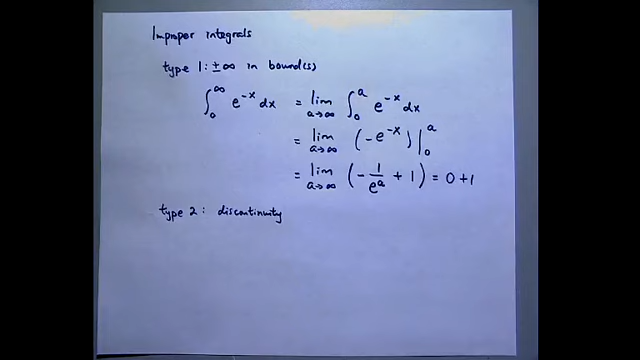 Improper integrals
type 1: ±∞ in bound(s)
∫₀^∞ e^{-x} dx = lim_{a→∞} ∫₀^a e^{-x} dx
= lim_{a→∞} (-e^{-x}) |₀^a
= lim_{a→∞} (-1/e^a + 1) = 0 + 1
type 2: discontinuity